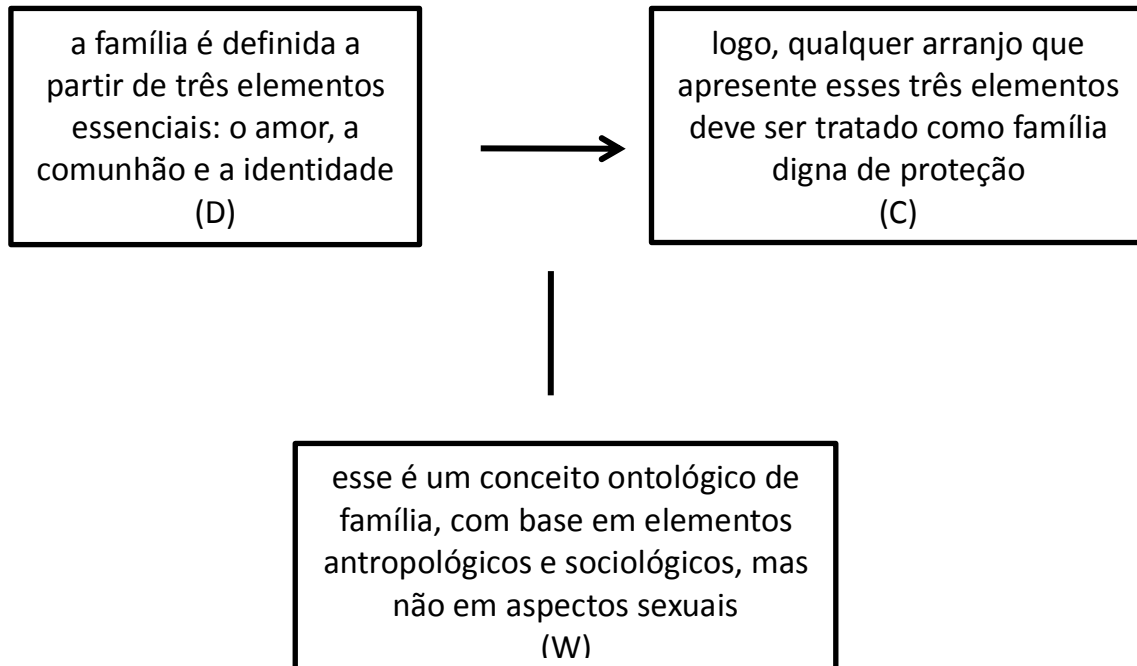 a família é definida a
partir de três elementos
essenciais: o amor, a
comunhão e a identidade
(D)
logo, qualquer arranjo que
apresente esses três elementos
deve ser tratado como família
digna de proteção
(C)
esse é um conceito ontológico de
família, com base em elementos
antropológicos e sociológicos, mas
não em aspectos sexuais
(W)